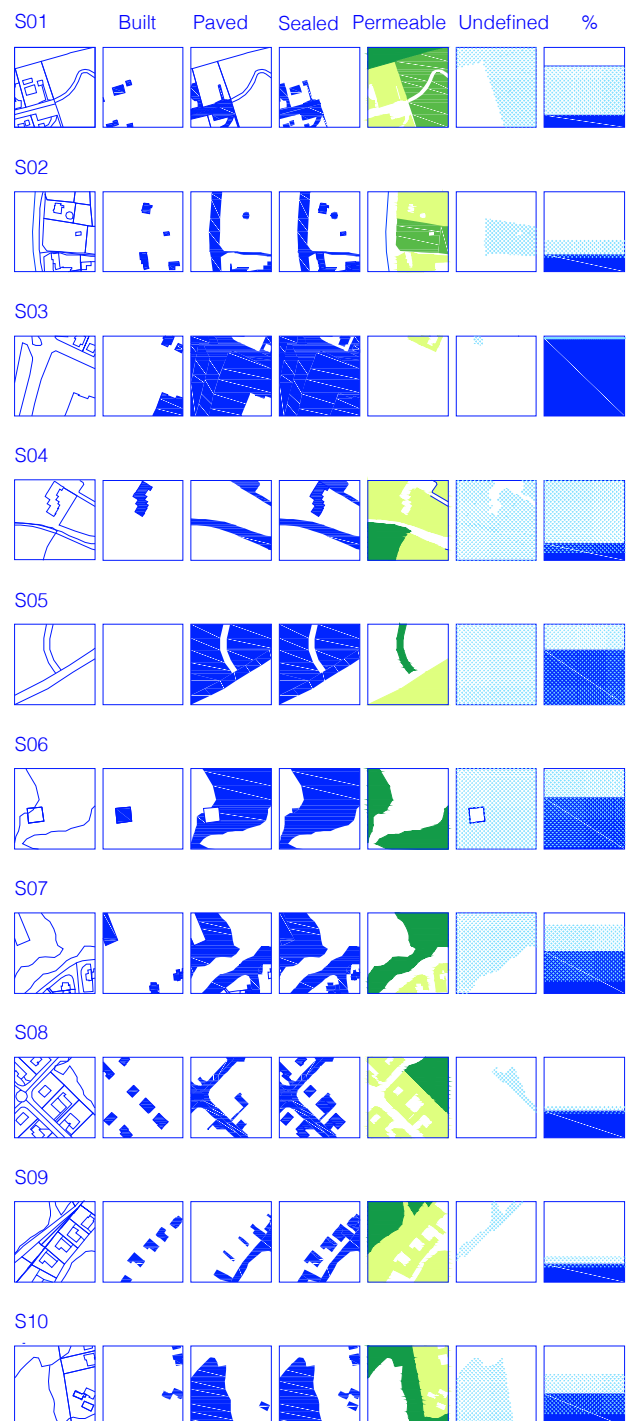 S01 Built Paved Sealed Permeable Undefined %
S02
S03
S04
S05
S06
S07
S08
S09
S10